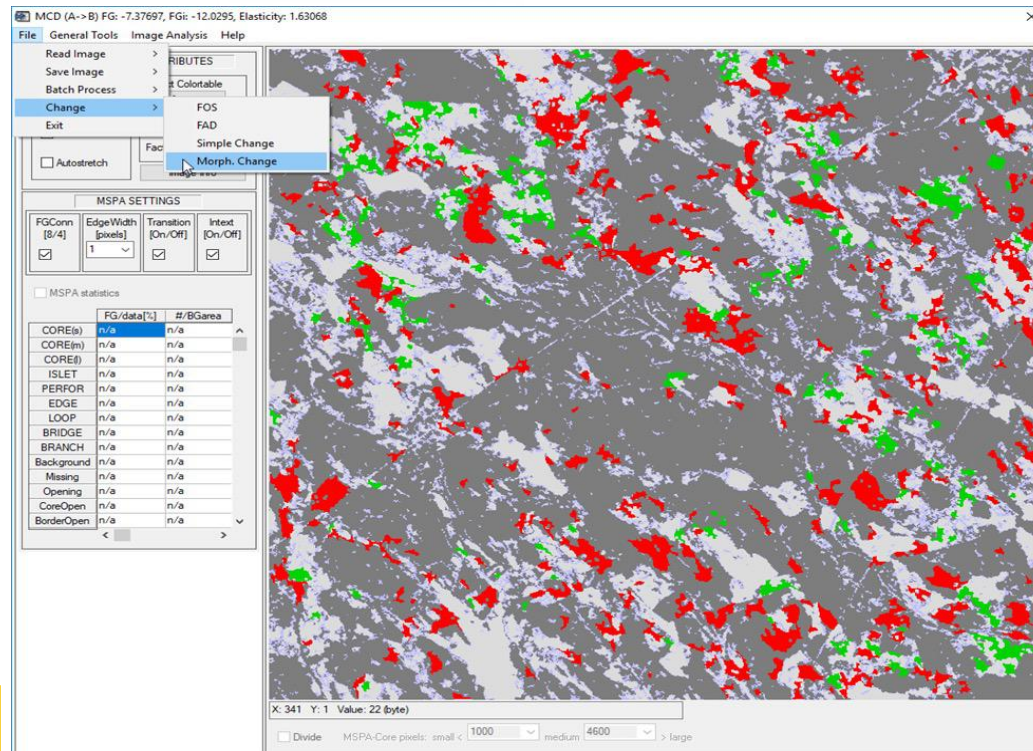 MCD (A->B) FG: -7.37697, FGi: -12.0295, Elasticity: 1.63068
File General Tools Image Analysis Help
Read Image >
Save Image >
Batch Process >
Change >
Exit
FOS
FAD
Simple Change
Morph. Change
RIBUTES
Colortable
Autostretch
Image Info
MSPA SETTINGS
FGConn EdgeWidth Transition Intext
[8/4] [pixels] [On/Off] [On/Off]
1
MSPA statistics
FG/data[%] #/BGarea
CORE(s) n/a n/a
CORE(m) n/a n/a
CORE(l) n/a n/a
ISLET n/a n/a
PERFOR n/a n/a
EDGE n/a n/a
LOOP n/a n/a
BRIDGE n/a n/a
BRANCH n/a n/a
Background n/a n/a
Missing n/a n/a
Opening n/a n/a
CoreOpen n/a n/a
BorderOpen n/a n/a
X: 341 Y: 1 Value: 22 (byte)
Divide MSPA-Core pixels: small < 1000 medium 4600 > large